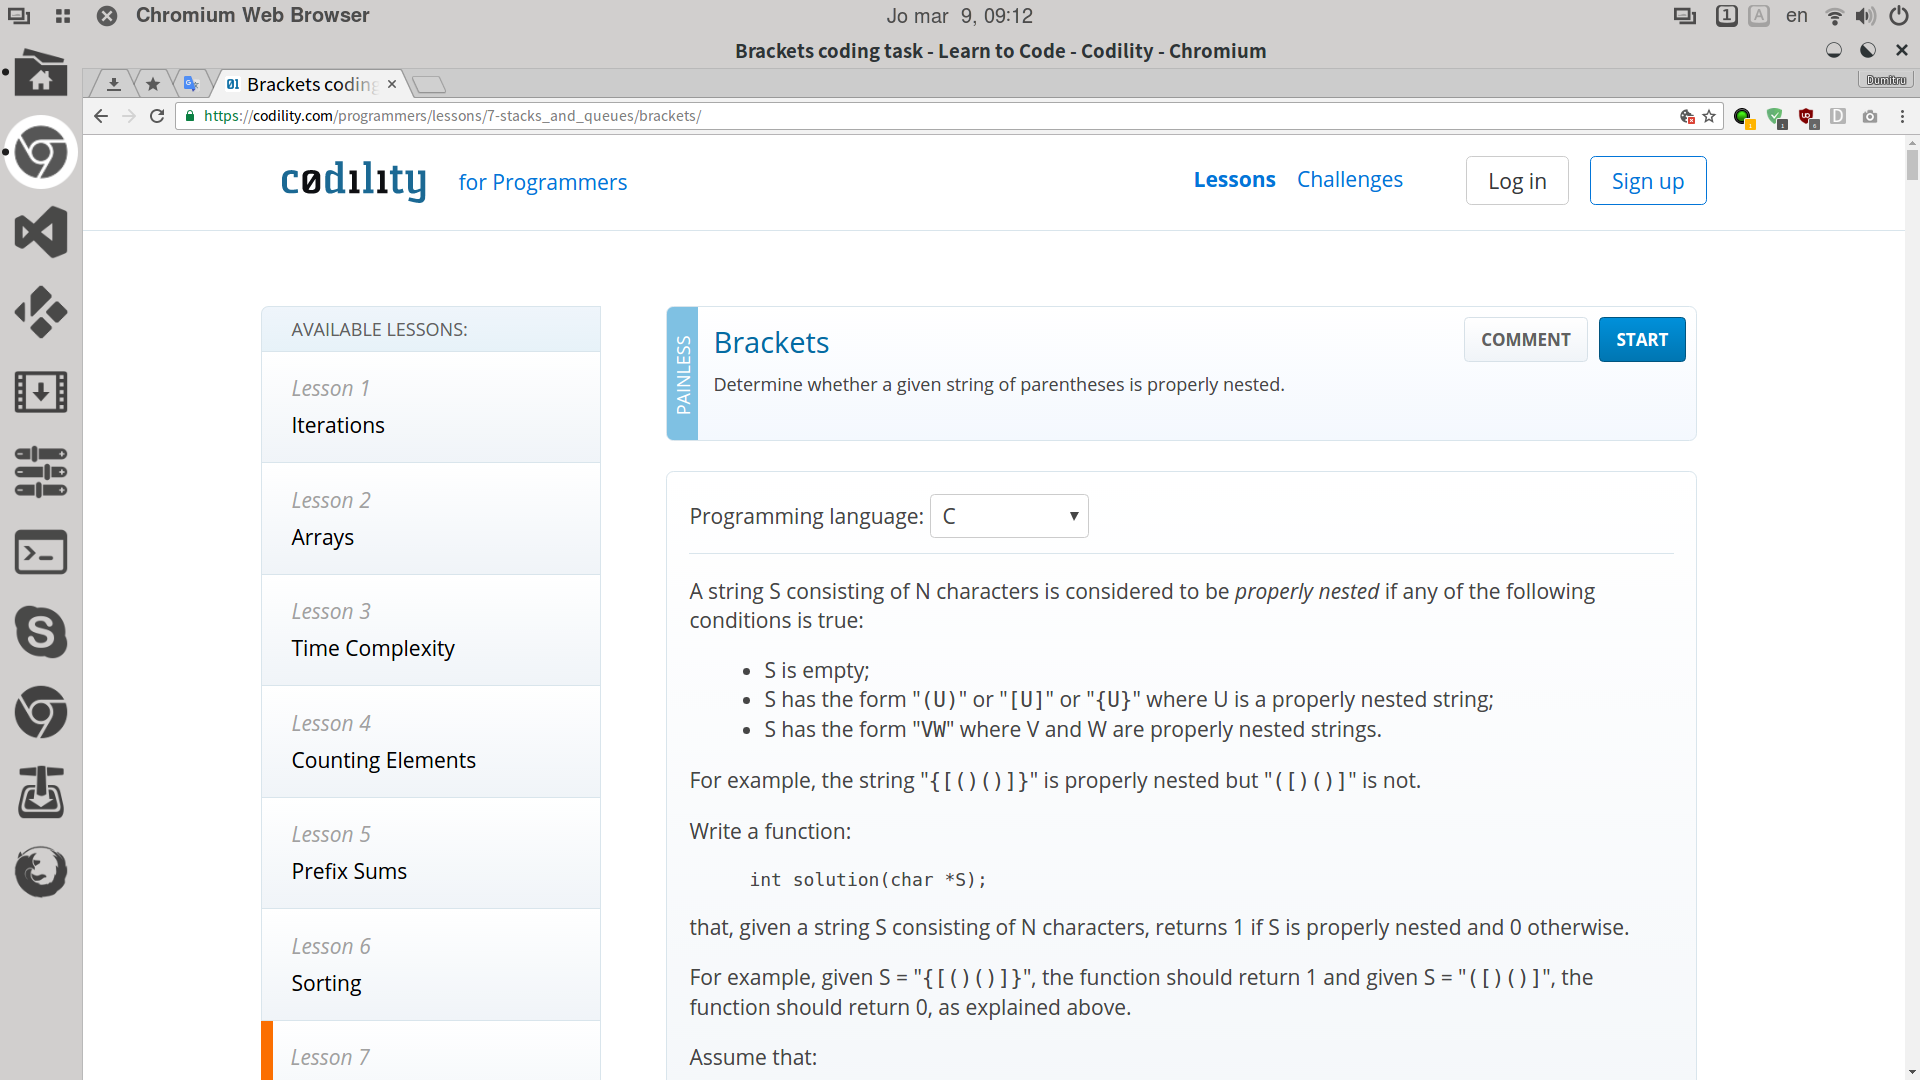 Chromium Web Browser
Jo mar 9, 09:12
1
A
en
Brackets coding task - Learn to Code - Codility - Chromium
Brackets coding
Dumitru
https://codility.com/programmers/lessons/7-stacks_and_queues/brackets/
codility for Programmers
Lessons Challenges Log in Sign up
AVAILABLE LESSONS:
Lesson 1
Iterations
Lesson 2
Arrays
Lesson 3
Time Complexity
Lesson 4
Counting Elements
Lesson 5
Prefix Sums
Lesson 6
Sorting
Lesson 7
PAINLESS
Brackets
COMMENT START
Determine whether a given string of parentheses is properly nested.
Programming language: C
A string S consisting of N characters is considered to be properly nested if any of the following
conditions is true:
• S is empty;
• S has the form "(U)" or "[U]" or "{U}" where U is a properly nested string;
• S has the form "VW" where V and W are properly nested strings.
For example, the string "{[()()]}" is properly nested but "([)()]" is not.
Write a function:
int solution(char *S);
that, given a string S consisting of N characters, returns 1 if S is properly nested and 0 otherwise.
For example, given S = "{[()()]}", the function should return 1 and given S = "([)()]", the
function should return 0, as explained above.
Assume that: